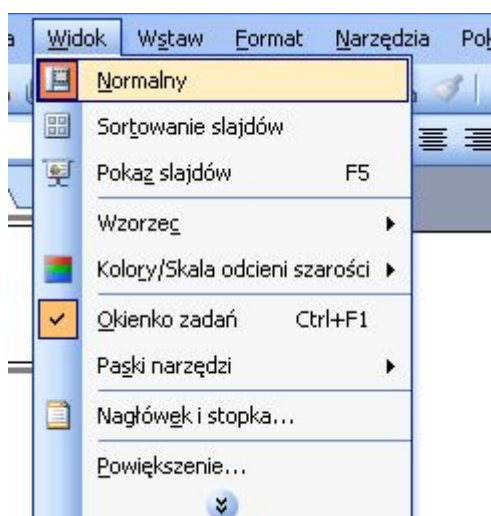 Widok Wstaw Format Narzędzia
Normalny
Sortowanie slajdów
Pokaz slajdów F5
Wzorzec
Kolory/Skala odcieni szarości
Okienko zadań Ctrl+F1
Paski narzędzi
Nagłówek i stopka...
Powiększenie...